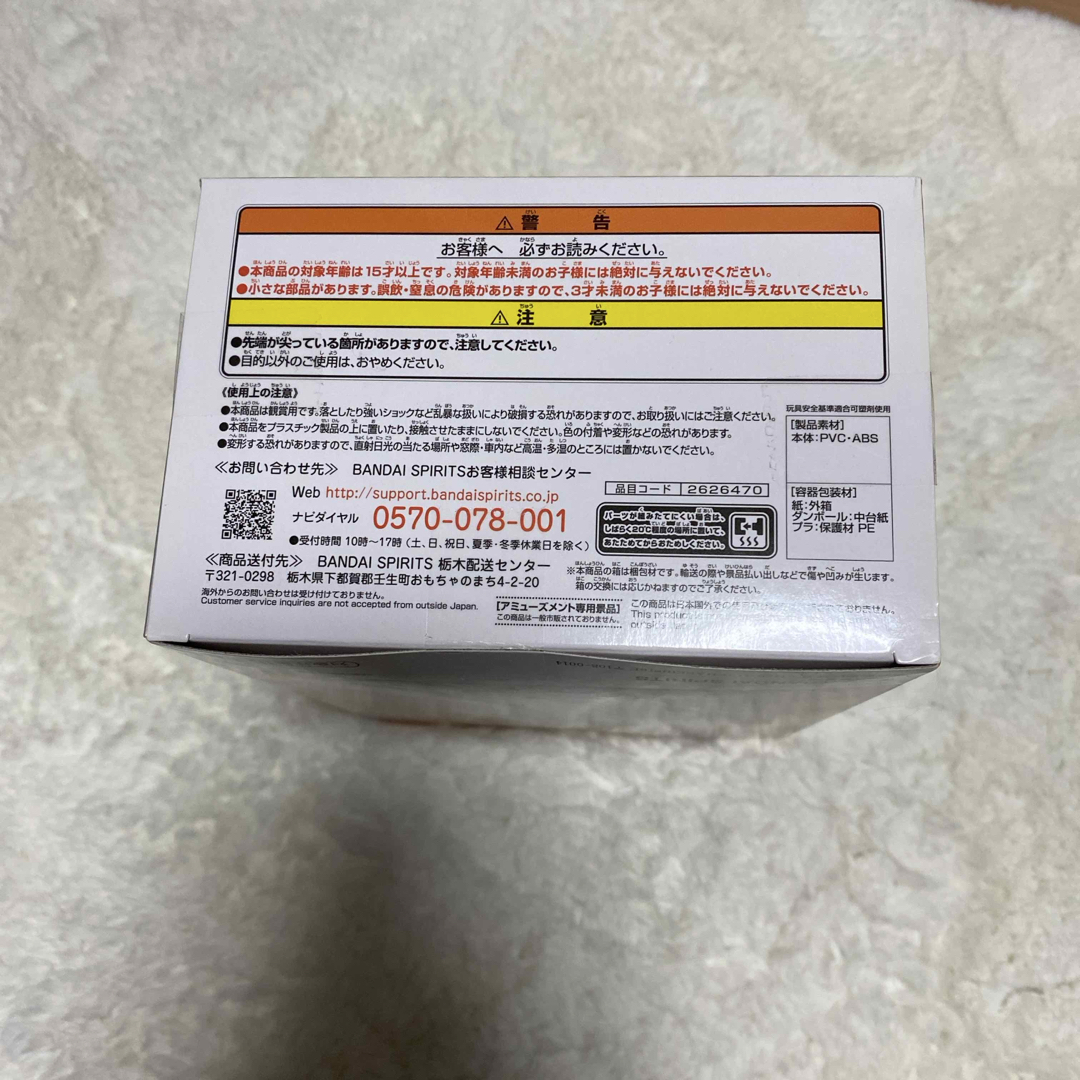 ⚠警告
お客様へ 必ずお読みください。
●本商品の対象年齢は15才以上です。対象年齢未満のお子様には絶対に与えないでください。
●小さな部品があります。誤飲・窒息の危険がありますので、3才未満のお子様には絶対に与えないでください。
⚠注意
●先端が尖っている箇所がありますので、注意してください。
●目的以外のご使用は、おやめください。
《使用上の注意》
●本商品は観賞用です。落としたり強いショックなど乱暴な扱いにより破損する恐れがありますので、お取り扱いにはご注意ください。
●本商品をプラスチック製品の上に置いたり、接触させたままにしないでください。色の付着や変形などの恐れがあります。
●変形する恐れがありますので、直射日光の当たる場所や窓際・車内など高温・多湿のところには置かないでください。
≪お問い合わせ先≫ BANDAI SPIRITSお客様相談センター
Web http://support.bandaispirits.co.jp
ナビダイヤル 0570-078-001
●受付時間 10時〜17時(土、日、祝日、夏季・冬季休業日を除く)
≪商品送付先≫ BANDAI SPIRITS 栃木配送センター
〒321-0298 栃木県下都賀郡壬生町おもちゃのまち4-2-20
海外からのお問い合わせは受け付けておりません。
Customer service inquiries are not accepted from outside Japan.
品目コード 2626470
パーツが組みたてにくい場合は、
しばらく20℃程度の場所に置いて、
あたためてからおためしください。
※本商品の箱は梱包材です。輸送の際や景品払い出しなどで傷や凹みが生じます。
箱の交換には応じかねますのでご了承ください。
【アミューズメント専用景品】
この商品は一般市販されておりません。
この商品は日本国外での
This product is
outside
玩具安全基準適合可塑剤使用
【製品素材】
本体:PVC・ABS
【容器包装材】
紙:外箱
ダンボール:中台紙
プラ:保護材 PE